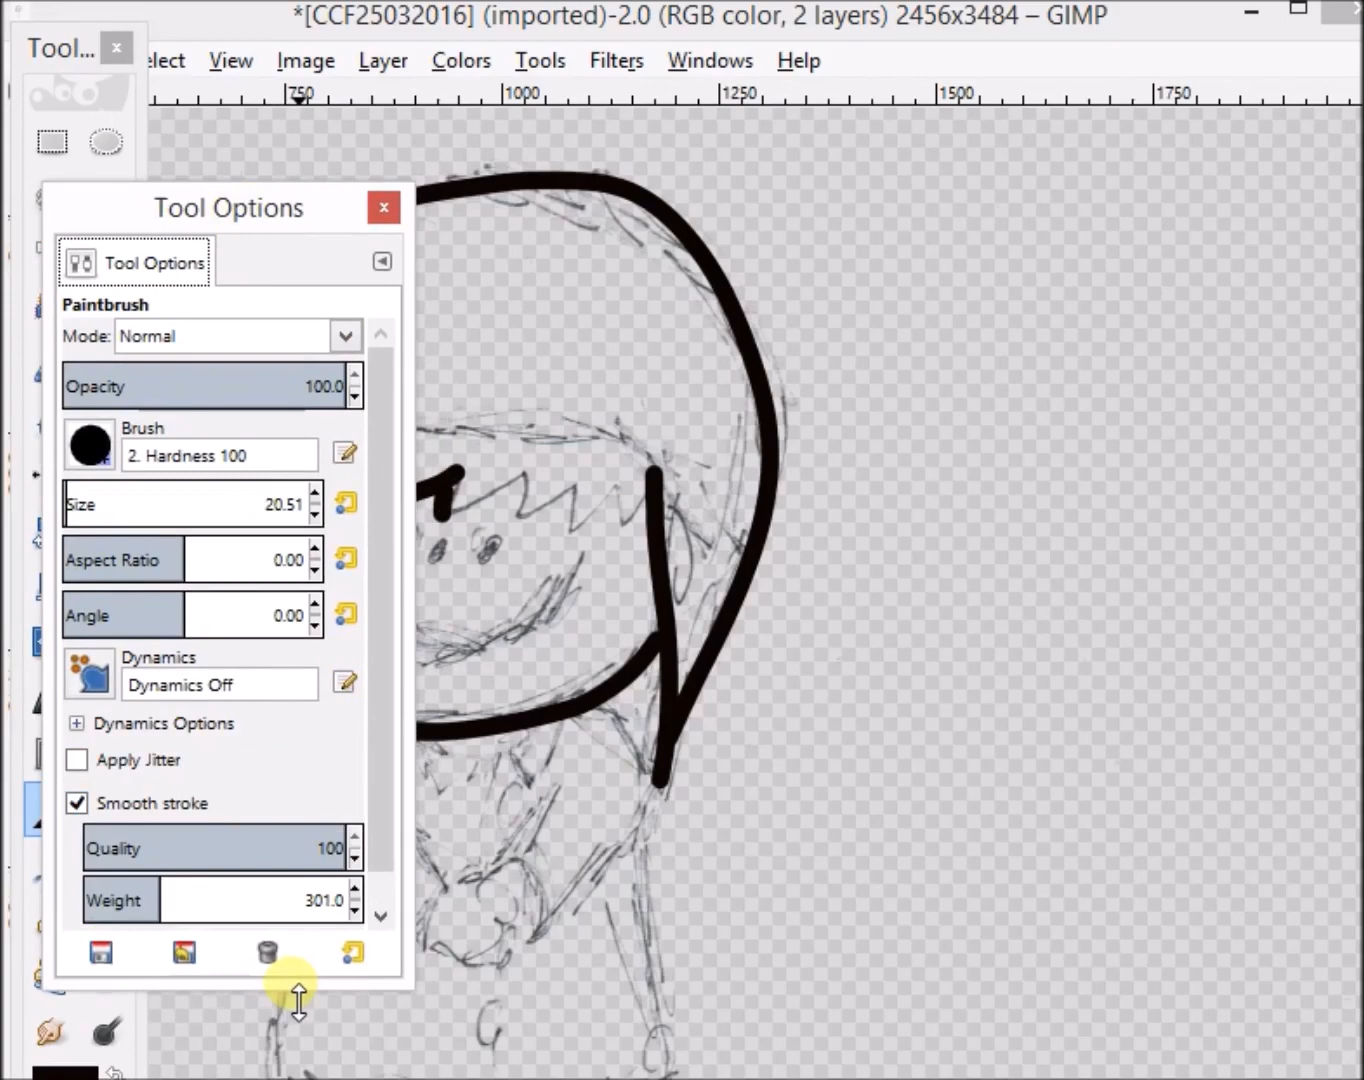 *[CCF25032016] (imported)-2.0 (RGB color, 2 layers) 2456x3484 – GIMP
Tool...
elect View Image Layer Colors Tools Filters Windows Help
750 1000 1250 1500 1750
Tool Options
Tool Options
Paintbrush
Mode: Normal
Opacity 100.0
Brush
2. Hardness 100
Size 20.51
Aspect Ratio 0.00
Angle 0.00
Dynamics
Dynamics Off
Dynamics Options
Apply Jitter
Smooth stroke
Quality 100
Weight 301.0